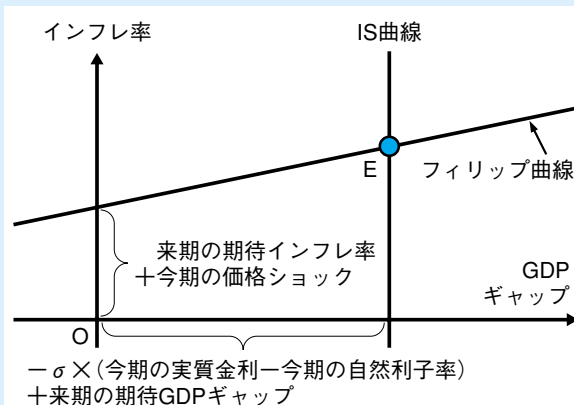 インフレ率
IS曲線
E
フィリップ曲線
来期の期待インフレ率
＋今期の価格ショック
GDP
ギャップ
O
－σ×(今期の実質金利－今期の自然利子率)
＋来期の期待GDPギャップ